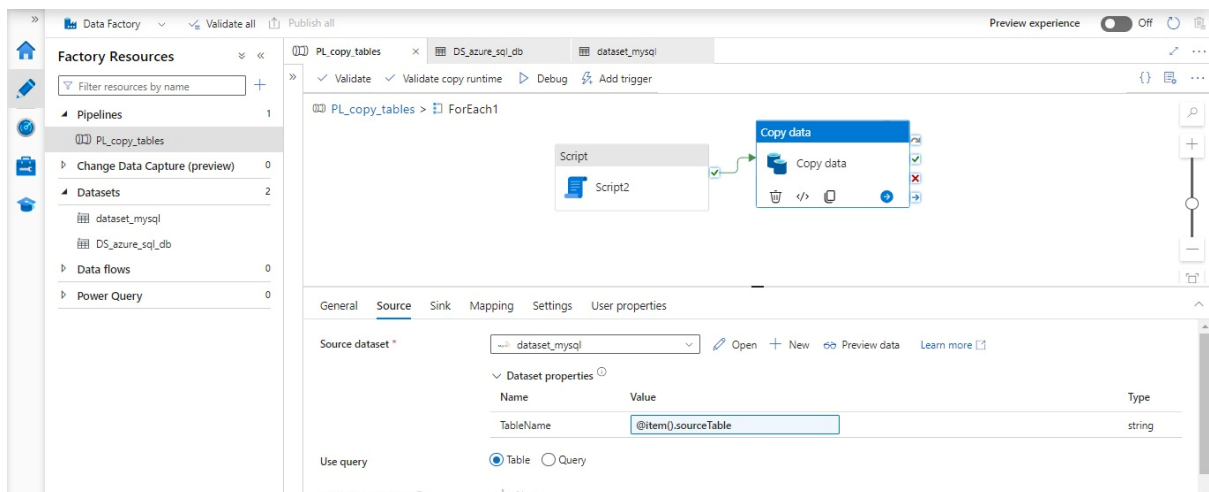 Data Factory Validate all Publish all Preview experience Off
Factory Resources
Filter resources by name
Pipelines 1
PL_copy_tables
Change Data Capture (preview) 0
Datasets 2
dataset_mysql
DS_azure_sql_db
Data flows 0
Power Query 0
PL_copy_tables DS_azure_sql_db dataset_mysql
Validate Validate copy runtime Debug Add trigger
PL_copy_tables > ForEach1
Script
Script2
Copy data
Copy data
General Source Sink Mapping Settings User properties
Source dataset * dataset_mysql Open New Preview data Learn more
Dataset properties
Name Value Type
TableName @item().sourceTable string
Use query Table Query